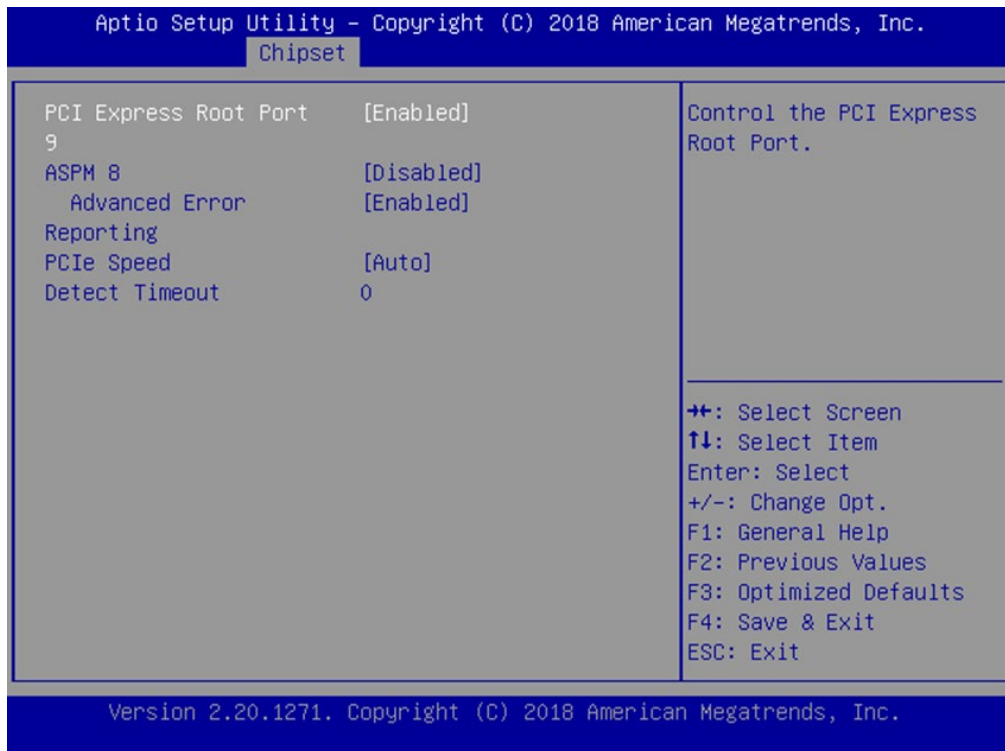 Aptio Setup Utility – Copyright (C) 2018 American Megatrends, Inc.
Chipset
PCI Express Root Port [Enabled]
9
ASPM 8 [Disabled]
Advanced Error [Enabled]
Reporting
PCIe Speed [Auto]
Detect Timeout 0
Control the PCI Express
Root Port.
→←: Select Screen
↑↓: Select Item
Enter: Select
+/-: Change Opt.
F1: General Help
F2: Previous Values
F3: Optimized Defaults
F4: Save & Exit
ESC: Exit
Version 2.20.1271. Copyright (C) 2018 American Megatrends, Inc.